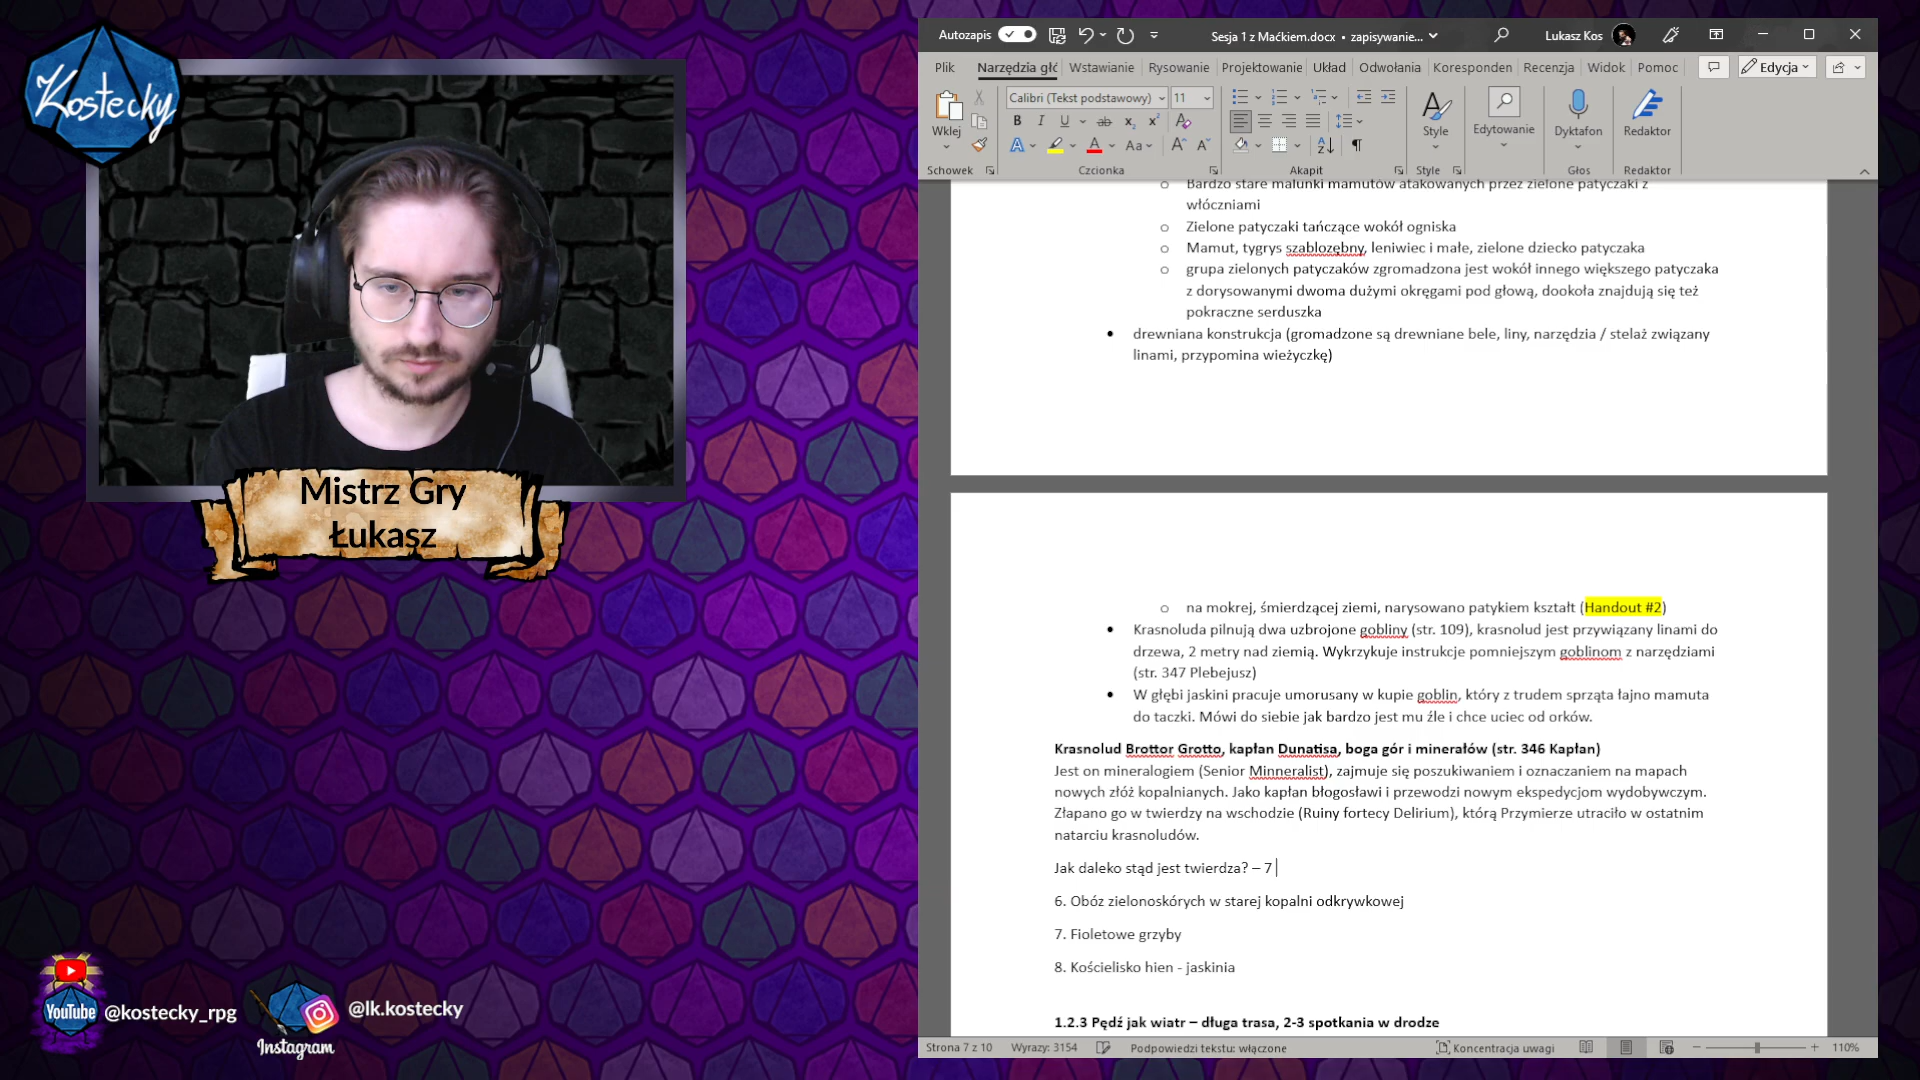 Kostecky
Mistrz Gry
Łukasz
YouTube
@kostecky_rpg
Instagram
@lk.kostecky
Autozapis
Sesja 1 z Maćkiem.docx • zapisywanie...
Lukasz Kos
Plik
Narzędzia głć
Wstawianie
Rysowanie
Projektowanie
Układ
Odwołania
Koresponden
Recenzja
Widok
Pomoc
Edycja
Wklej
Calibri (Tekst podstawowy)
11
Style
Edytowanie
Dyktafon
Redaktor
Schowek
Czcionka
Akapit
Style
Głos
Redaktor
Bardzo stare malunki mamutów atakowanych przez zielone patyczaki z
włóczniami
Zielone patyczaki tańczące wokół ogniska
Mamut, tygrys szablozębny, leniwiec i małe, zielone dziecko patyczaka
grupa zielonych patyczaków zgromadzona jest wokół innego większego patyczaka
z dorysowanymi dwoma dużymi okręgami pod głową, dookoła znajdują się też
pokraczne serduszka
drewniana konstrukcja (gromadzone są drewniane bele, liny, narzędzia / stelaż związany
linami, przypomina wieżyczkę)
na mokrej, śmierdzącej ziemi, narysowano patykiem kształt (Handout #2)
Krasnoluda pilnują dwa uzbrojone gobliny (str. 109), krasnolud jest przywiązany linami do
drzewa, 2 metry nad ziemią. Wykrzykuje instrukcje pomniejszym goblinom z narzędziami
(str. 347 Plebejusz)
W głębi jaskini pracuje umorusany w kupie goblin, który z trudem sprząta łajno mamuta
do taczki. Mówi do siebie jak bardzo jest mu źle i chce uciec od orków.
Krasnolud Brottor Grotto, kapłan Dunatisa, boga gór i minerałów (str. 346 Kapłan)
Jest on mineralogiem (Senior Minneralist), zajmuje się poszukiwaniem i oznaczaniem na mapach
nowych złóż kopalnianych. Jako kapłan błogosławi i przewodzi nowym ekspedycjom wydobywczym.
Złapano go w twierdzy na wschodzie (Ruiny fortecy Delirium), którą Przymierze utraciło w ostatnim
natarciu krasnoludów.
Jak daleko stąd jest twierdza? – 7
6. Obóz zielonoskórych w starej kopalni odkrywkowej
7. Fioletowe grzyby
8. Kościelisko hien - jaskinia
1.2.3 Pędź jak wiatr – długa trasa, 2-3 spotkania w drodze
Strona 7 z 10
Wyrazy: 3154
Podpowiedzi tekstu: włączone
Koncentracja uwagi
110%